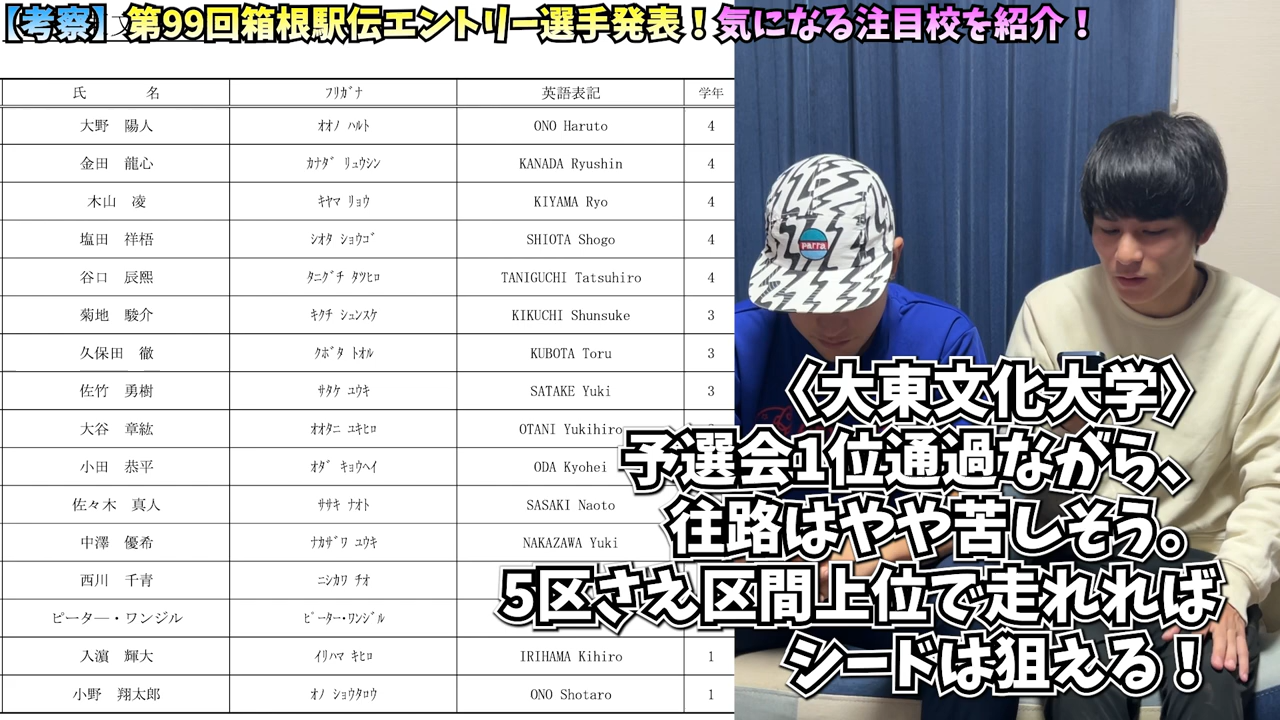 【考察】第99回箱根駅伝エントリー選手発表！気になる注目校を紹介！
氏 名 ﾌﾘｶﾞﾅ 英語表記 学年
大野 陽人 ｵｵﾉ ﾊﾙﾄ ONO Haruto 4
金田 龍心 ｶﾅﾀﾞ ﾘｭｳｼﾝ KANADA Ryushin 4
木山 凌 ｷﾔﾏ ﾘｮｳ KIYAMA Ryo 4
塩田 祥梧 ｼｵﾀ ｼｮｳｺﾞ SHIOTA Shogo 4
谷口 辰熙 ﾀﾆｸﾞﾁ ﾀﾂﾋﾛ TANIGUCHI Tatsuhiro 4
菊地 駿介 ｷｸﾁ ｼｭﾝｽｹ KIKUCHI Shunsuke 3
久保田 徹 ｸﾎﾞﾀ ﾄｵﾙ KUBOTA Toru 3
佐竹 勇樹 ｻﾀｹ ﾕｳｷ SATAKE Yuki 3
大谷 章紘 ｵｵﾀﾆ ﾕｷﾋﾛ OTANI Yukihiro
小田 恭平 ｵﾀﾞ ｷｮｳﾍｲ ODA Kyohei
佐々木 真人 ｻｻｷ ﾅｵﾄ SASAKI Naoto
中澤 優希 ﾅｶｻﾞﾜ ﾕｳｷ NAKAZAWA Yuki
西川 千青 ﾆｼｶﾜ ﾁｵ
ピーター・ワンジル ﾋﾟｰﾀｰ･ﾜﾝｼﾞﾙ
入濵 輝大 ｲﾘﾊﾏ ｷﾋﾛ IRIHAMA Kihiro 1
小野 翔太郎 ｵﾉ ｼｮｳﾀﾛｳ ONO Shotaro 1
parra
〈大東文化大学〉
予選会1位通過ながら、
往路はやや苦しそう。
5区さえ区間上位で走れれば
シードは狙える！